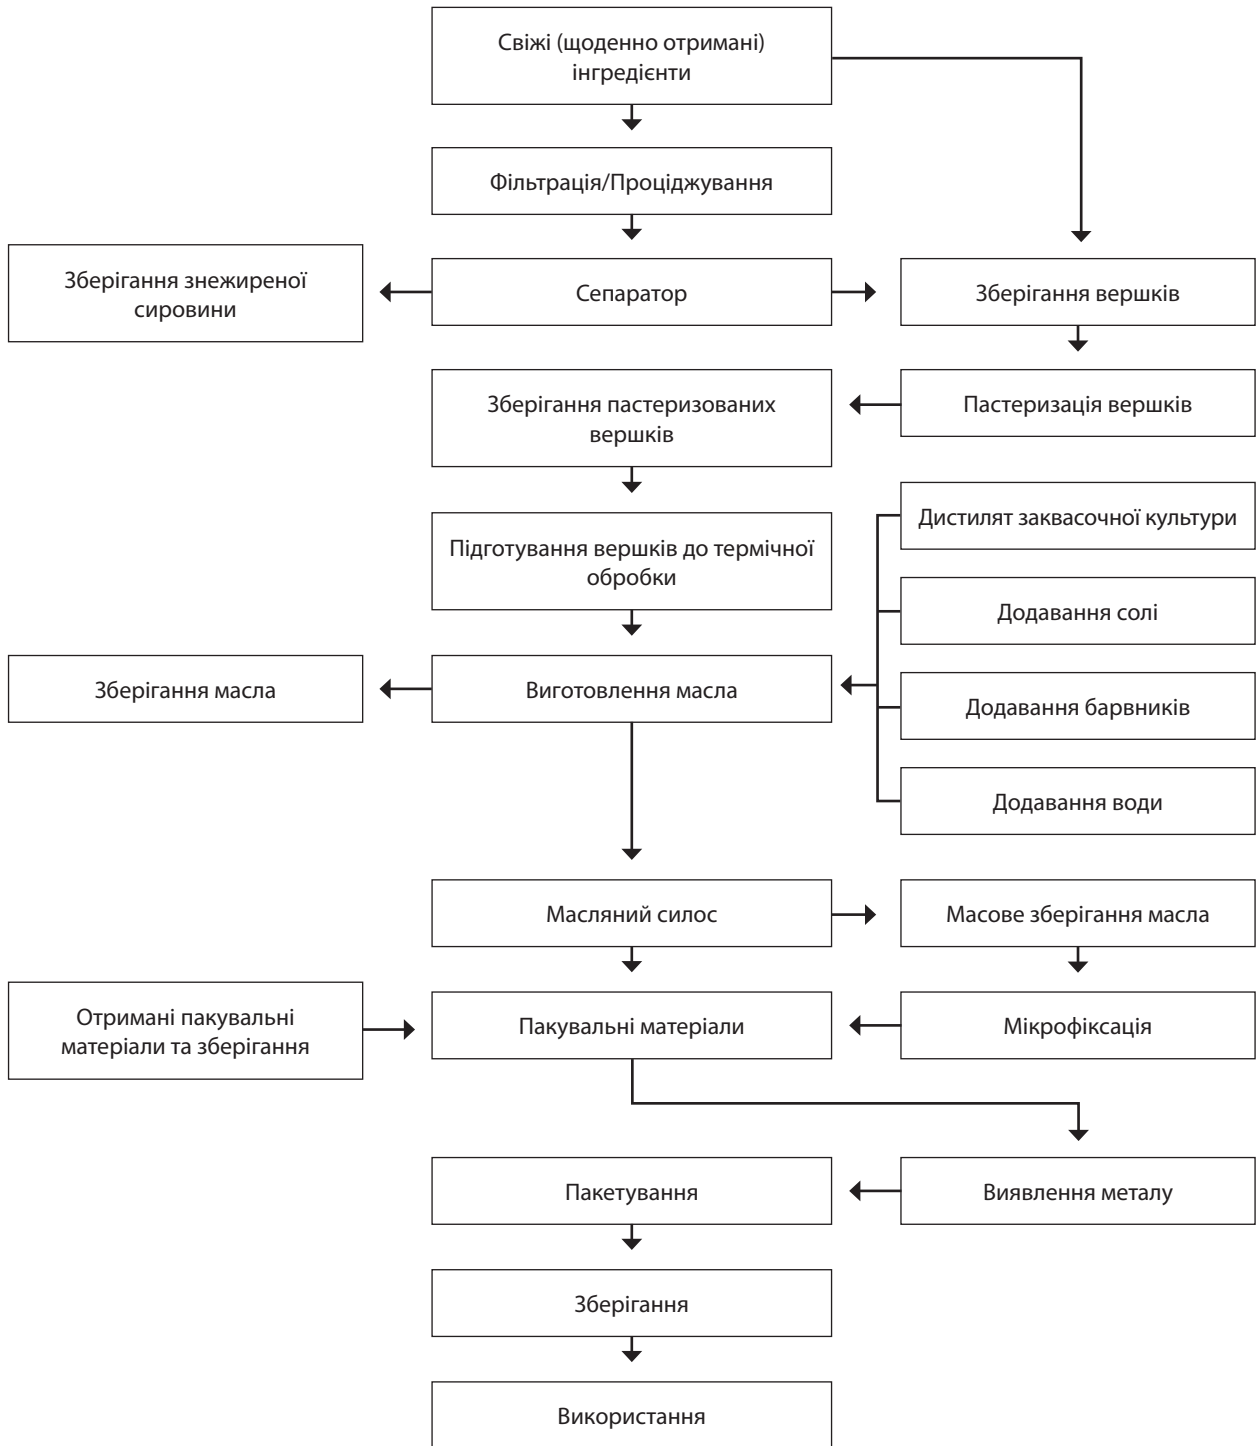 Свіжі (щоденно отримані)
інгредієнти
Фільтрація/Проціджування
Зберігання знежиреної
сировини
Сепаратор
Зберігання вершків
Зберігання пастеризованих
вершків
Пастеризація вершків
Дистилят заквасочної культури
Підготування вершків до термічної
обробки
Додавання солі
Зберігання масла
Виготовлення масла
Додавання барвників
Додавання води
Масляний силос
Масове зберігання масла
Отримані пакувальні
матеріали та зберігання
Пакувальні матеріали
Мікрофіксація
Пакетування
Виявлення металу
Зберігання
Використання